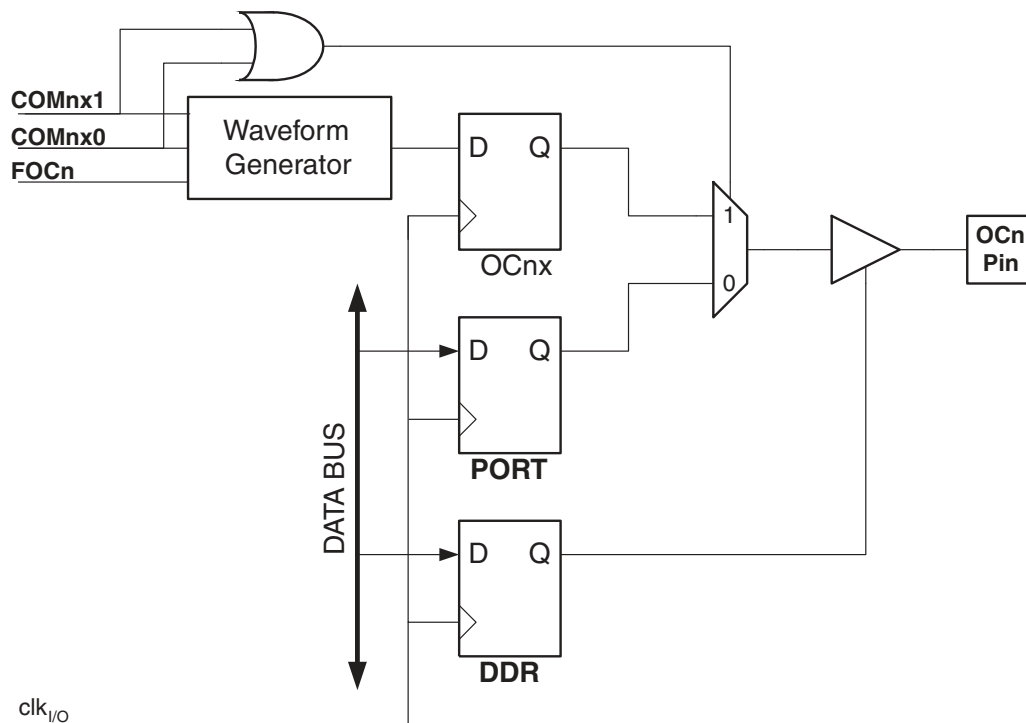 COMnx1
COMnx0
FOCn
Waveform
Generator
D Q
OCnx
1
0
OCn
Pin
D Q
PORT
DATA BUS
D Q
DDR
clkI/O